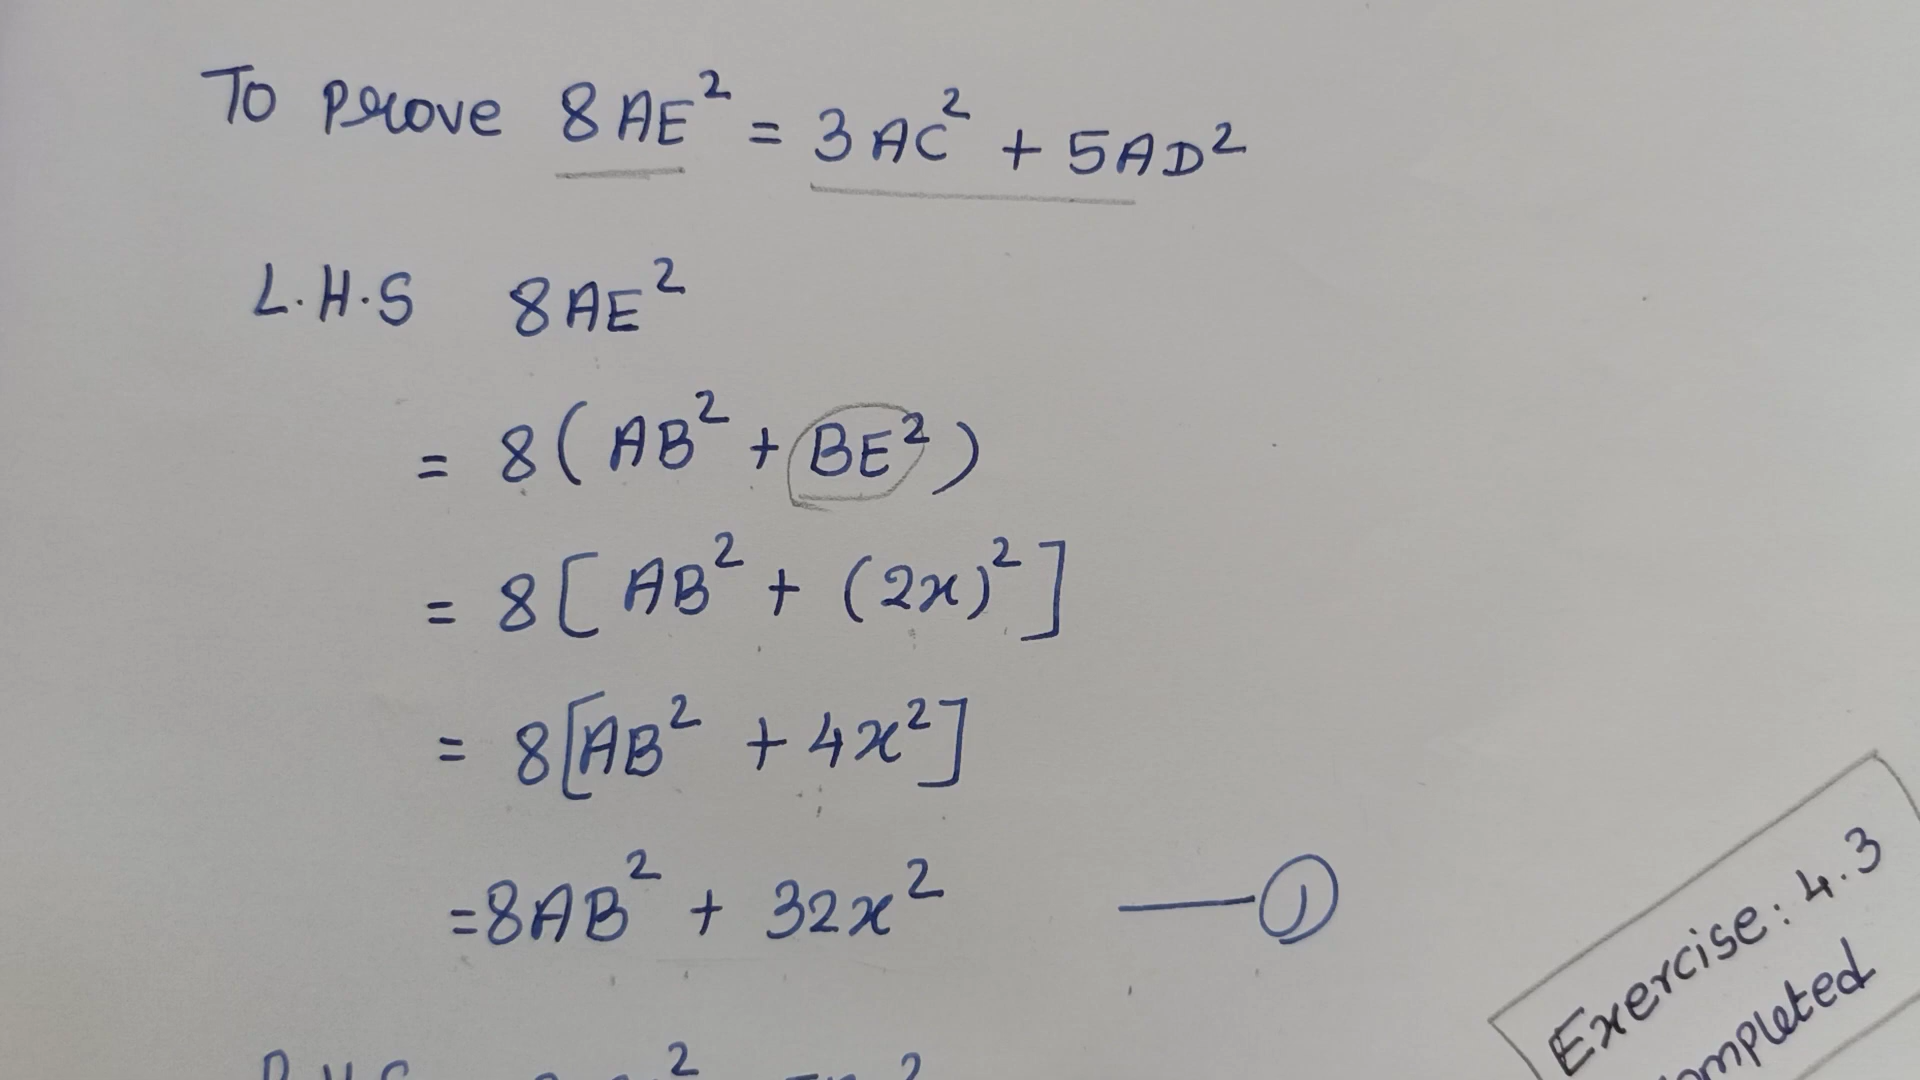 To prove 8AE² = 3AC² + 5AD²
L.H.S 8AE²
= 8(AB² + BE²)
= 8[AB² + (2x)²]
= 8[AB² + 4x²]
=8AB² + 32x² —①
Exercise: 4.3